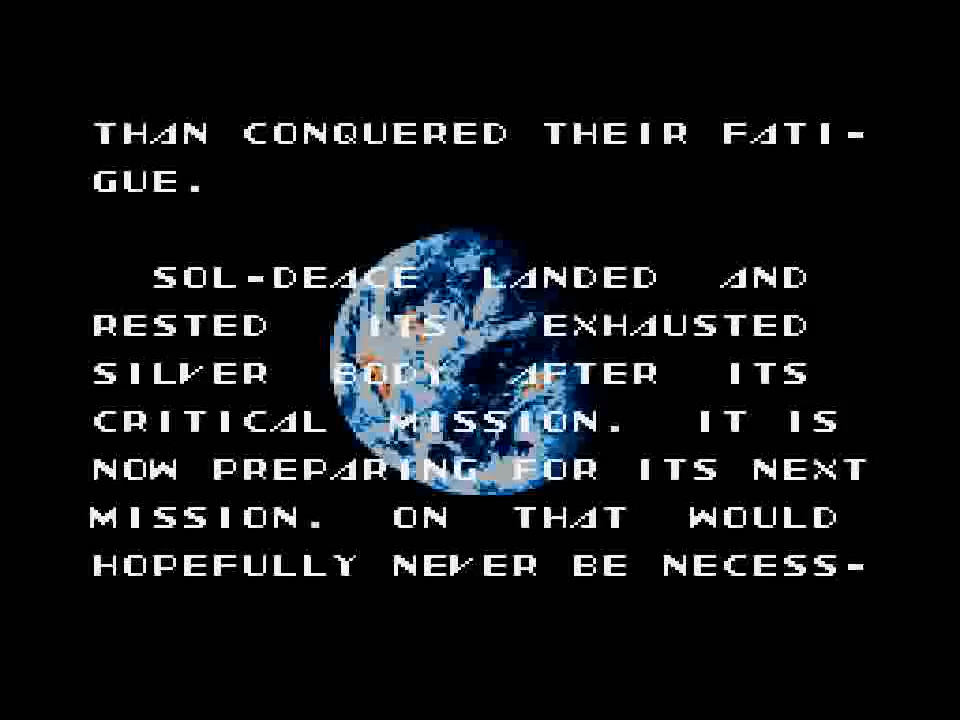 THAN CONQUERED THEIR FATI-
GUE.
SOL-DEACE LANDED AND
RESTED ITS EXHAUSTED
SILVER BODY AFTER ITS
CRITICAL MISSION. IT IS
NOW PREPARING FOR ITS NEXT
MISSION. ON THAT WOULD
HOPEFULLY NEVER BE NECESS-